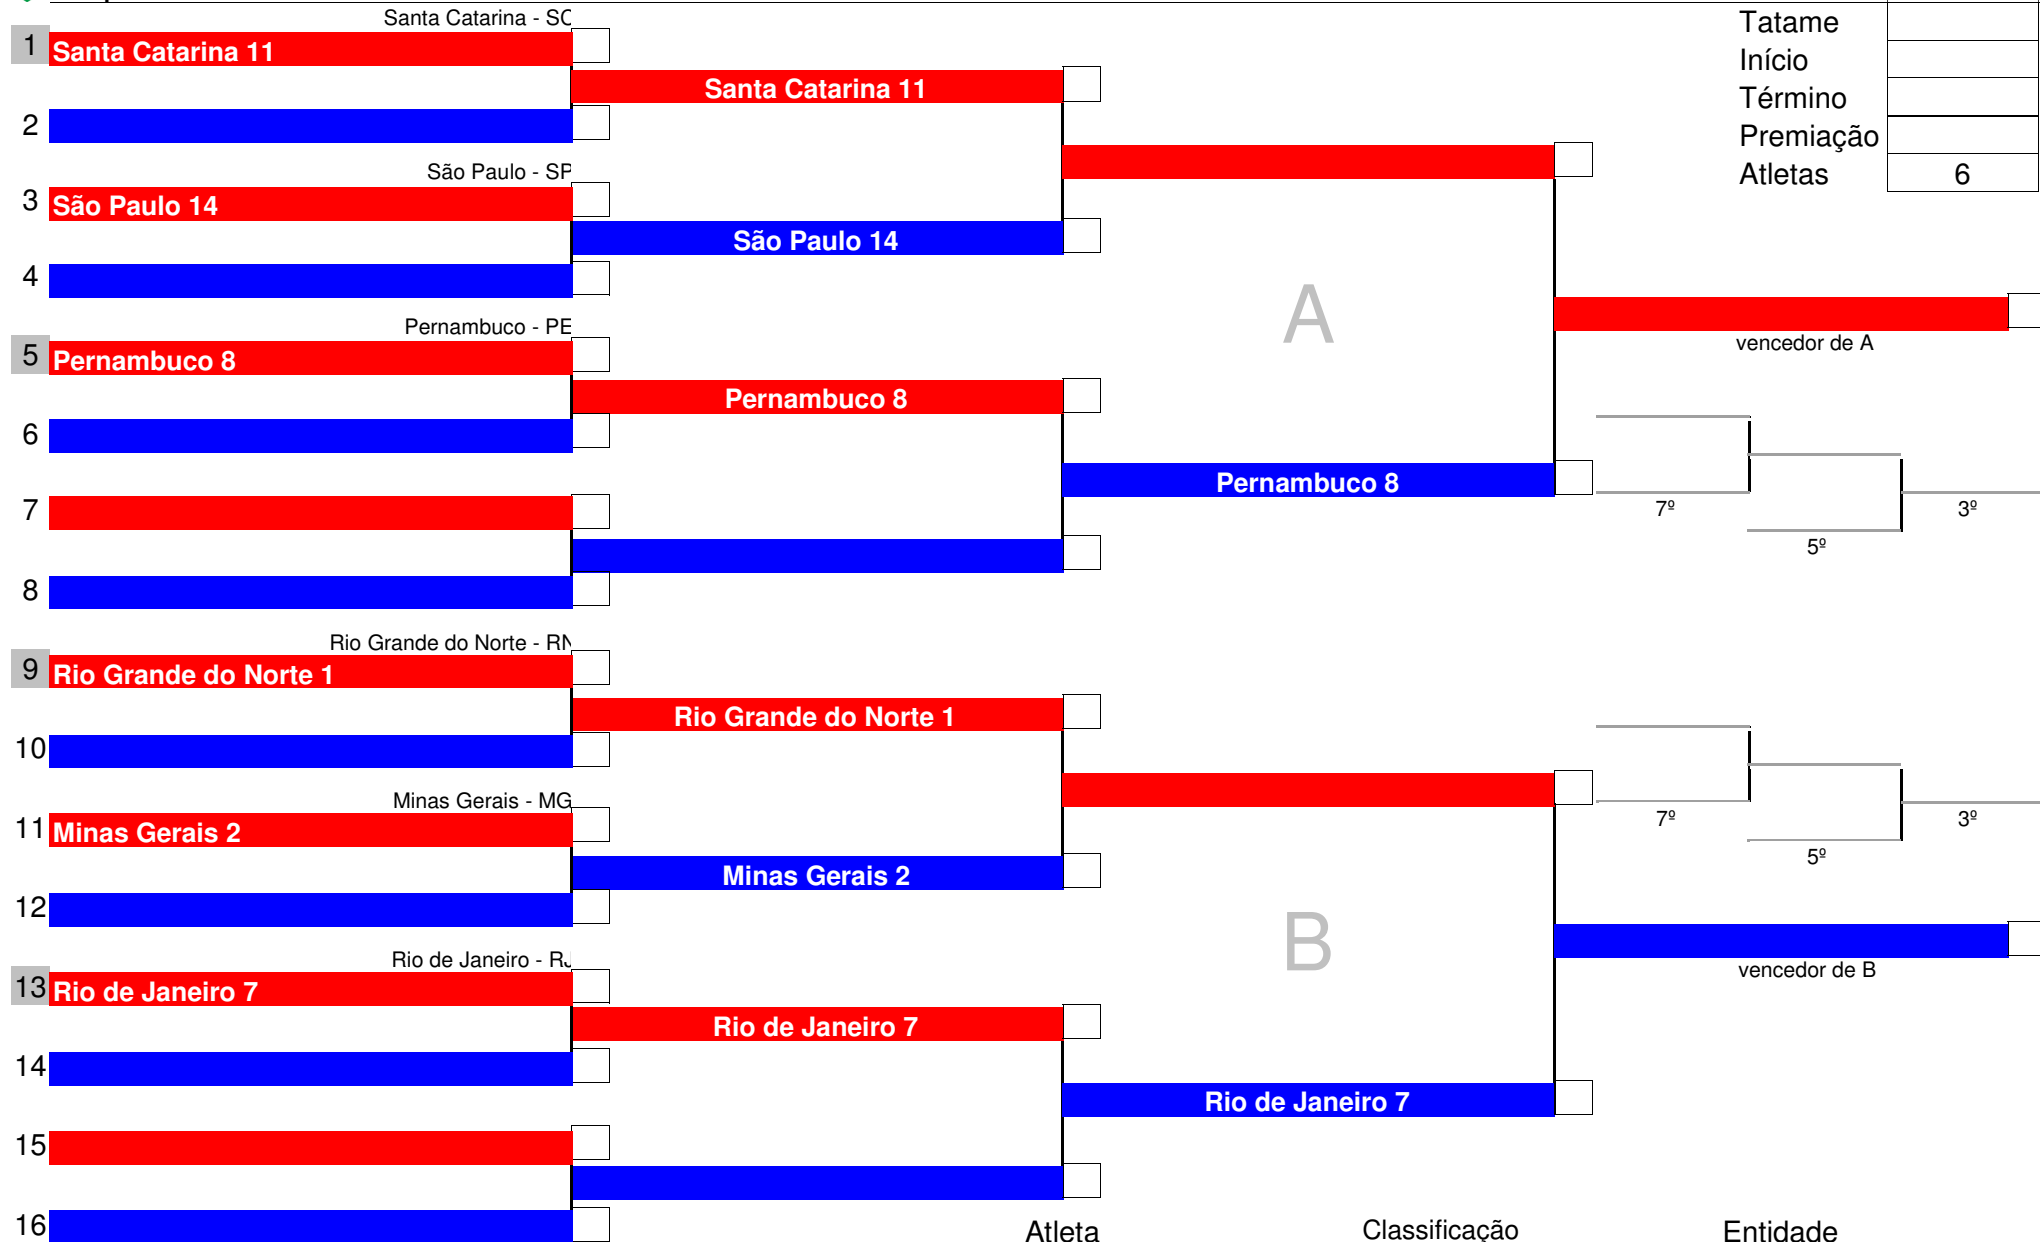 Santa Catarina - SC
Tatame
1 Santa Catarina 11
Início
Santa Catarina 11
Término
2
Premiação
São Paulo - SP
Atletas 6
3 São Paulo 14
São Paulo 14
4
A
Pernambuco - PE
vencedor de A
5 Pernambuco 8
Pernambuco 8
6
Pernambuco 8
7
7º 3º
5º
8
Rio Grande do Norte - RN
9 Rio Grande do Norte 1
Rio Grande do Norte 1
10
Minas Gerais - MG
7º 3º
11 Minas Gerais 2
5º
Minas Gerais 2
12
B
Rio de Janeiro - RJ
vencedor de B
13 Rio de Janeiro 7
Rio de Janeiro 7
14
Rio de Janeiro 7
15
16
Atleta Classificação Entidade